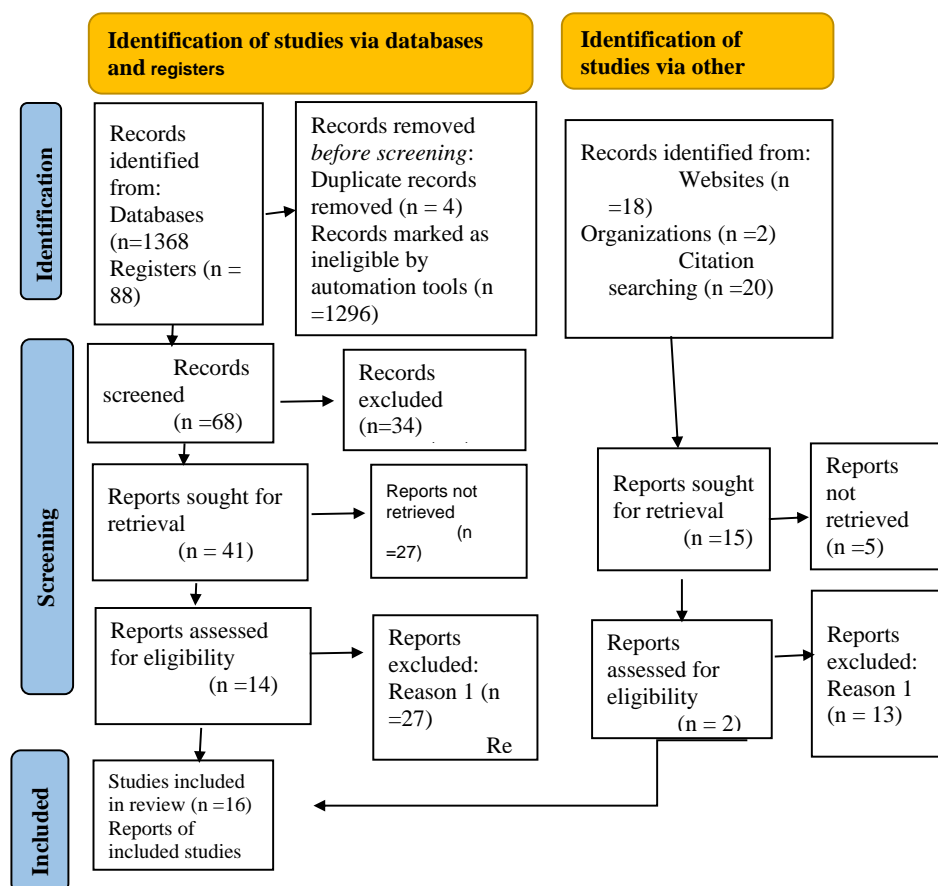 Identification of studies via databases
and registers
Identification of
studies via other
Identification
Records
identified
from:
Databases
(n=1368
Registers (n =
88)
Records removed
before screening:
Duplicate records
removed (n = 4)
Records marked as
ineligible by
automation tools (n
=1296)
Records identified from:
Websites (n
=18)
Organizations (n =2)
Citation
searching (n =20)
Screening
Records
screened
(n =68)
Records
excluded
(n=34)
Reports sought for
retrieval
(n = 41)
Reports not
retrieved
(n
=27)
Reports sought
for retrieval
(n =15)
Reports
not
retrieved
(n =5)
Reports assessed
for eligibility
(n =14)
Reports
excluded:
Reason 1 (n
=27)
Re
Reports
assessed for
eligibility
(n = 2)
Reports
excluded:
Reason 1
(n = 13)
Included
Studies included
in review (n =16)
Reports of
included studies